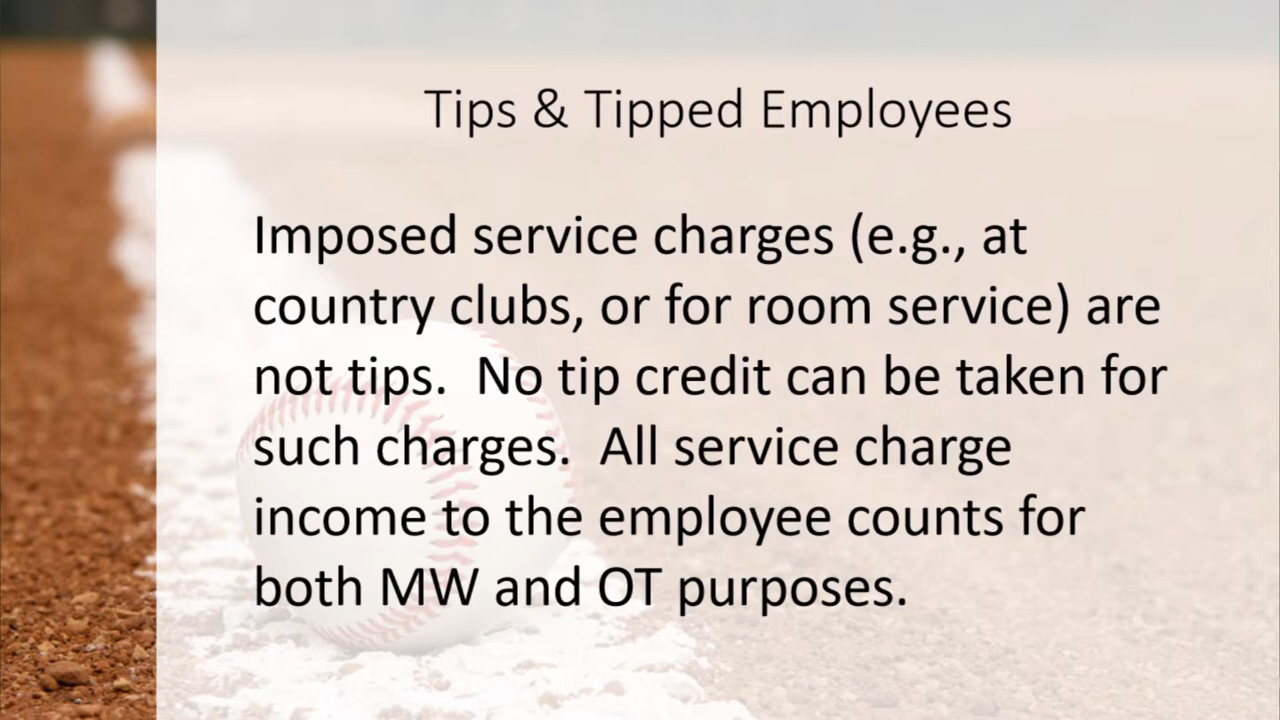 Tips & Tipped Employees
Imposed service charges (e.g., at
country clubs, or for room service) are
not tips.  No tip credit can be taken for
such charges.  All service charge
income to the employee counts for
both MW and OT purposes.